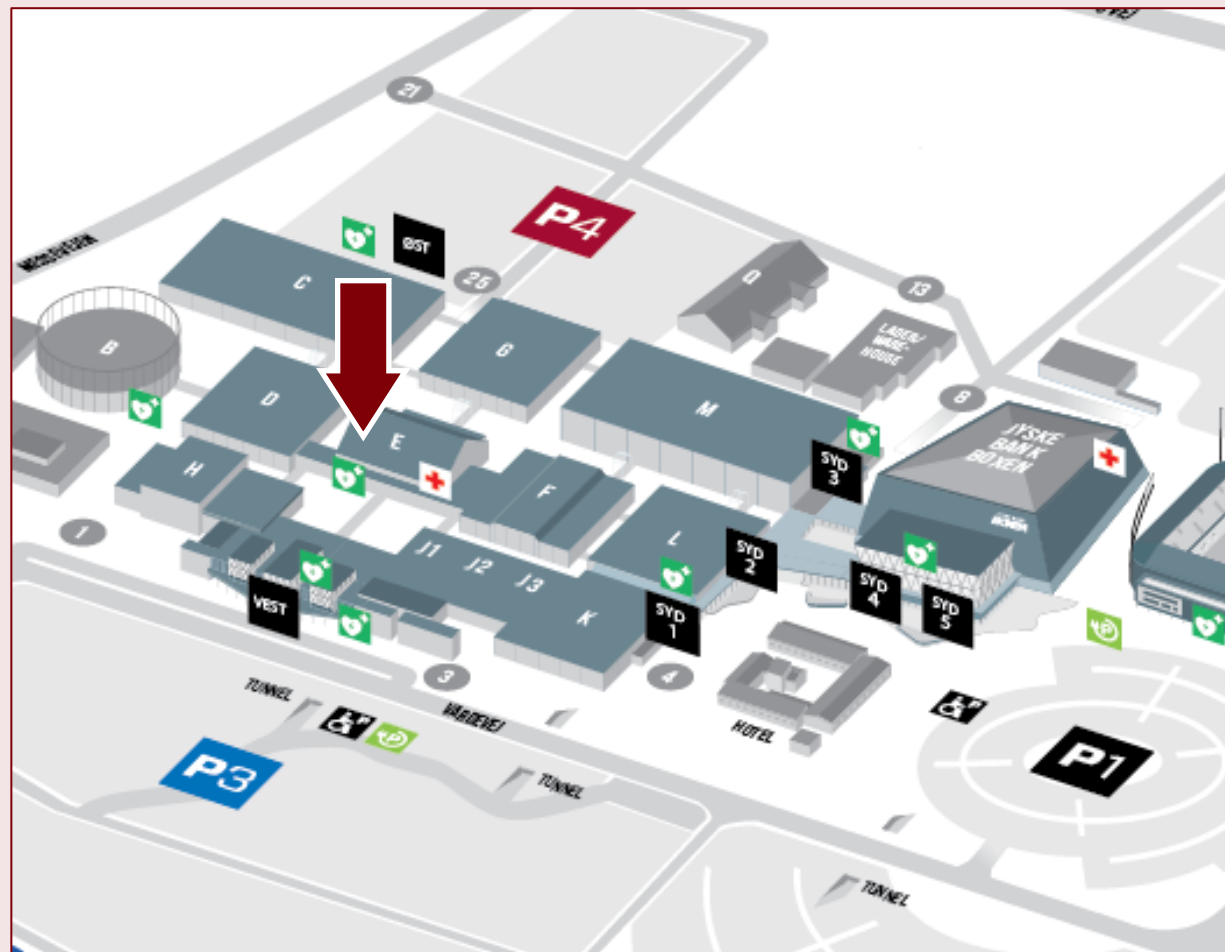 21
P4
ØST
25
C
Q
13
B
G
LADEN/
WARE-
HOUSE
8
D
M
JYSKE
BANK
BOXEN
E
H
F
SYD
3
1
J1
J2
J3
L
SYD
2
SYD
4
SYD
5
VEST
K
SYD
1
P
3
4
TUNNEL
VARDEVEJ
P
P
HOTEL
P
P1
P3
TUNNEL
TUNNEL